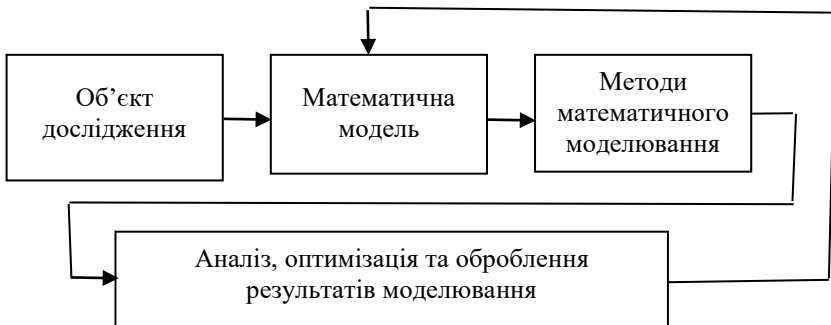 Об’єкт
дослідження
Математична
модель
Методи
математичного
моделювання
Аналіз, оптимізація та оброблення
результатів моделювання